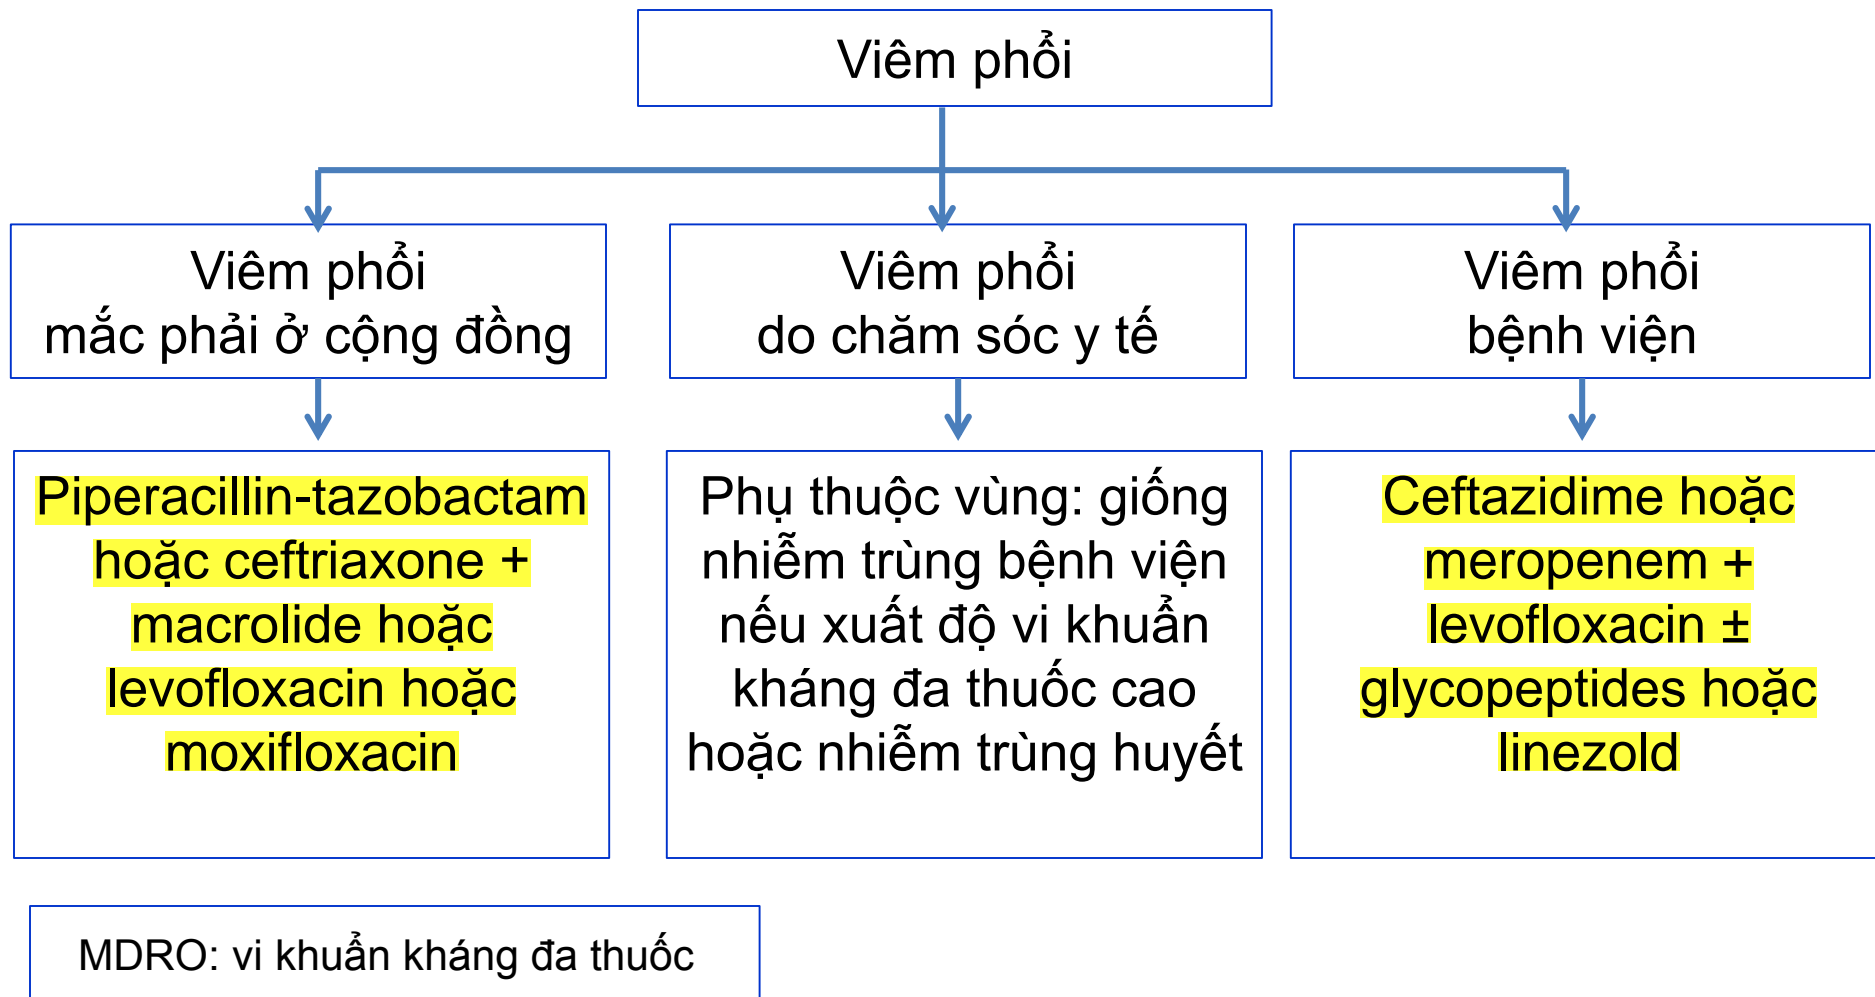 Viêm phổi
Viêm phổi
mắc phải ở cộng đồng
Viêm phổi
do chăm sóc y tế
Viêm phổi
bệnh viện
Piperacillin-tazobactam
hoặc ceftriaxone +
macrolide hoặc
levofloxacin hoặc
moxifloxacin
Phụ thuộc vùng: giống
nhiễm trùng bệnh viện
nếu xuất độ vi khuẩn
kháng đa thuốc cao
hoặc nhiễm trùng huyết
Ceftazidime hoặc
meropenem +
levofloxacin ±
glycopeptides hoặc
linezold
MDRO: vi khuẩn kháng đa thuốc